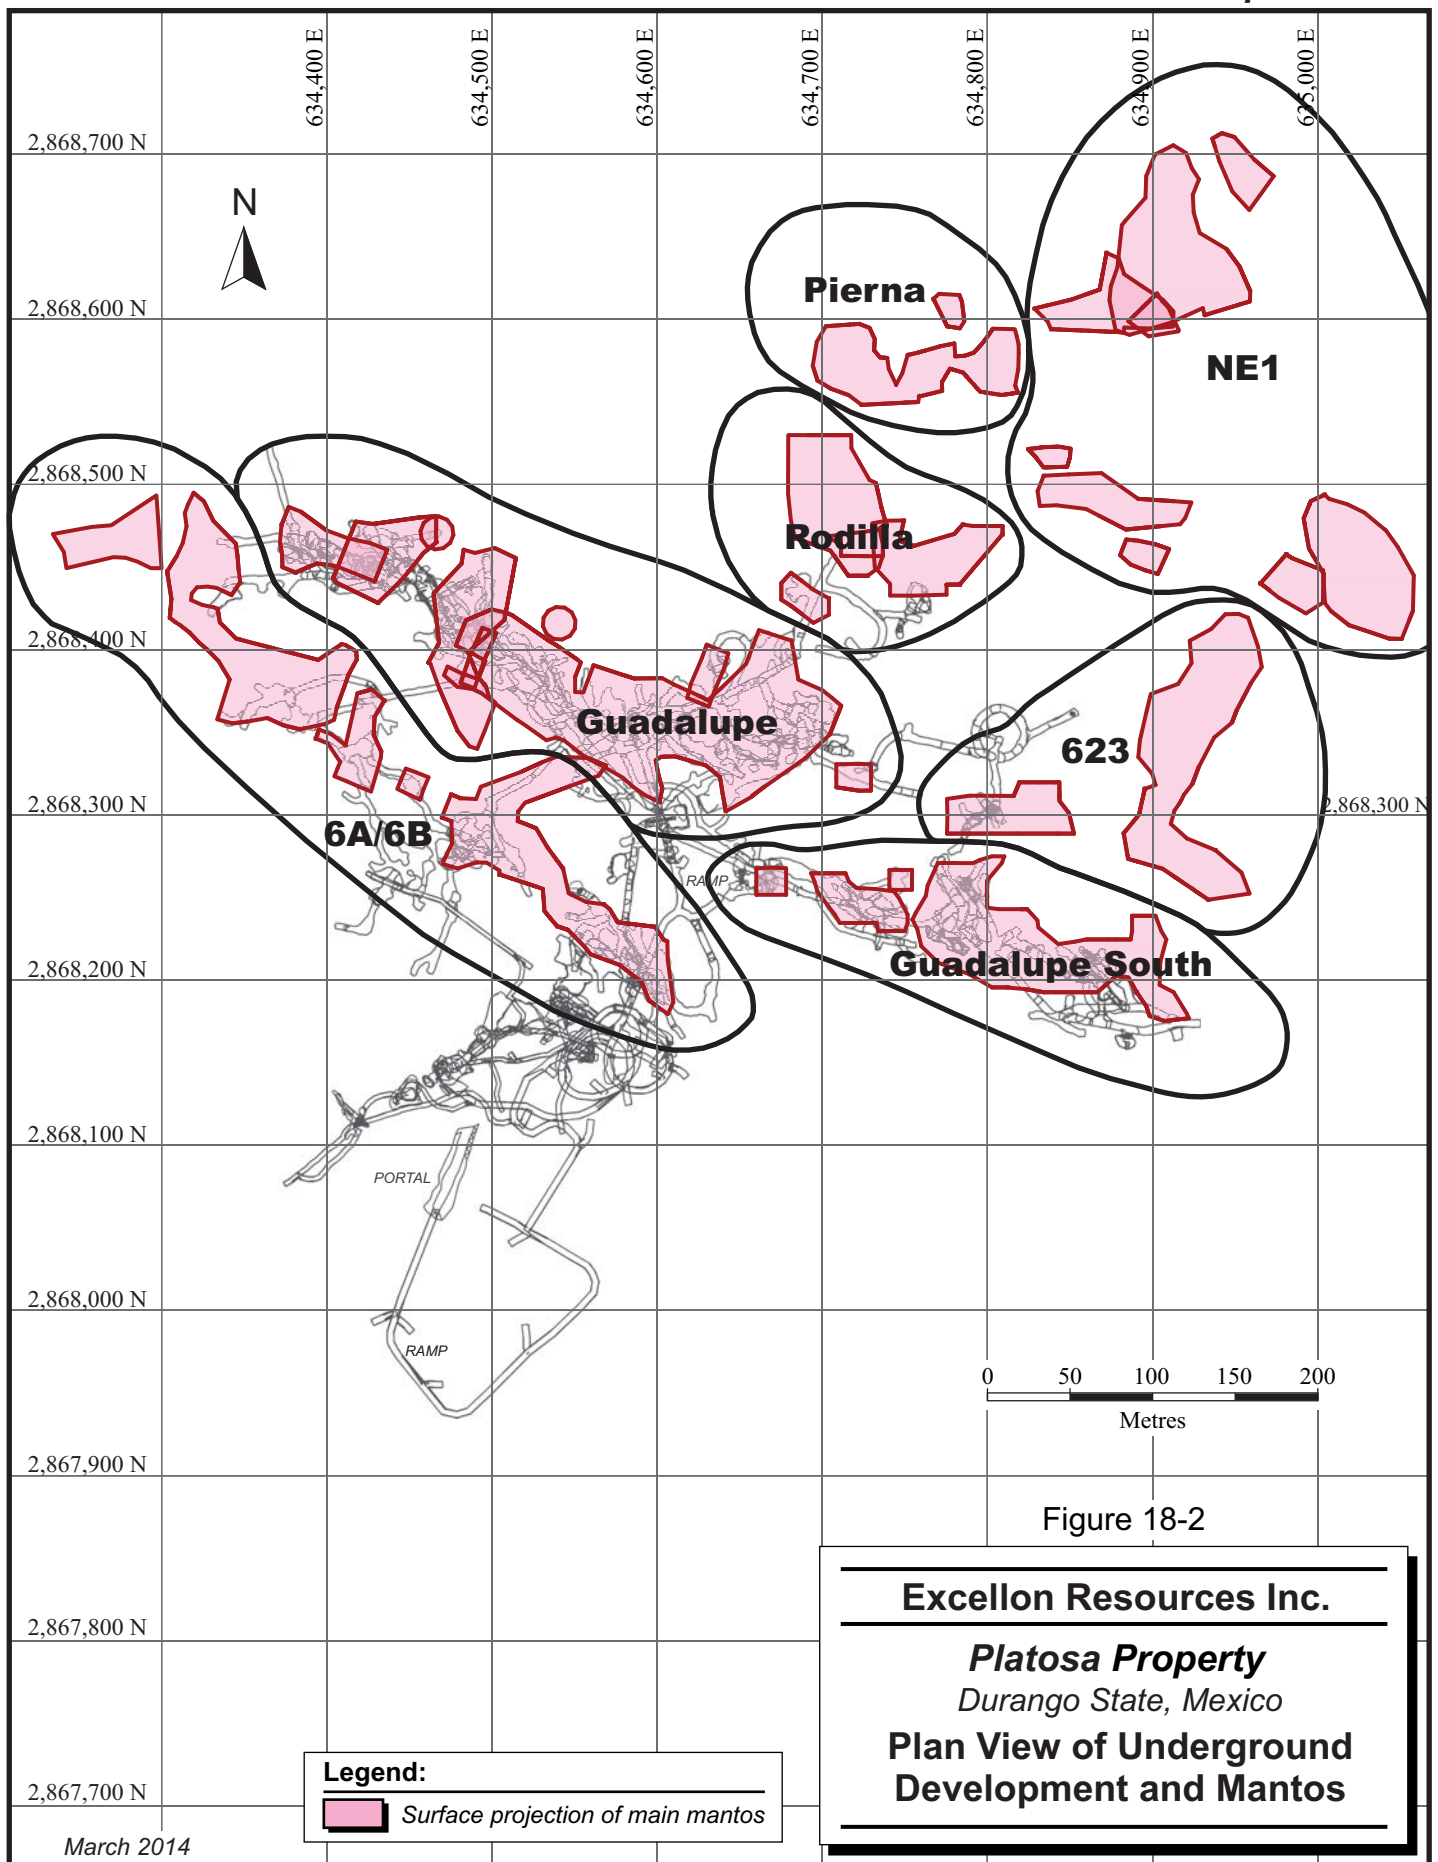 634,400 E
634,500 E
634,600 E
634,700 E
634,800 E
634,900 E
635,000 E
2,868,700 N
N
Pierna
2,868,600 N
NE1
2,868,500 N
Rodilla
2,868,400 N
Guadalupe
623
2,868,300 N
2,868,300 N
6A/6B
RAMP
2,868,200 N
Guadalupe South
2,868,100 N
PORTAL
2,868,000 N
RAMP
0 50 100 150 200
Metres
2,867,900 N
Figure 18-2
Excellon Resources Inc.
2,867,800 N
Platosa Property
Durango State, Mexico
Plan View of Underground
Development and Mantos
2,867,700 N
Legend:
Surface projection of main mantos
March 2014